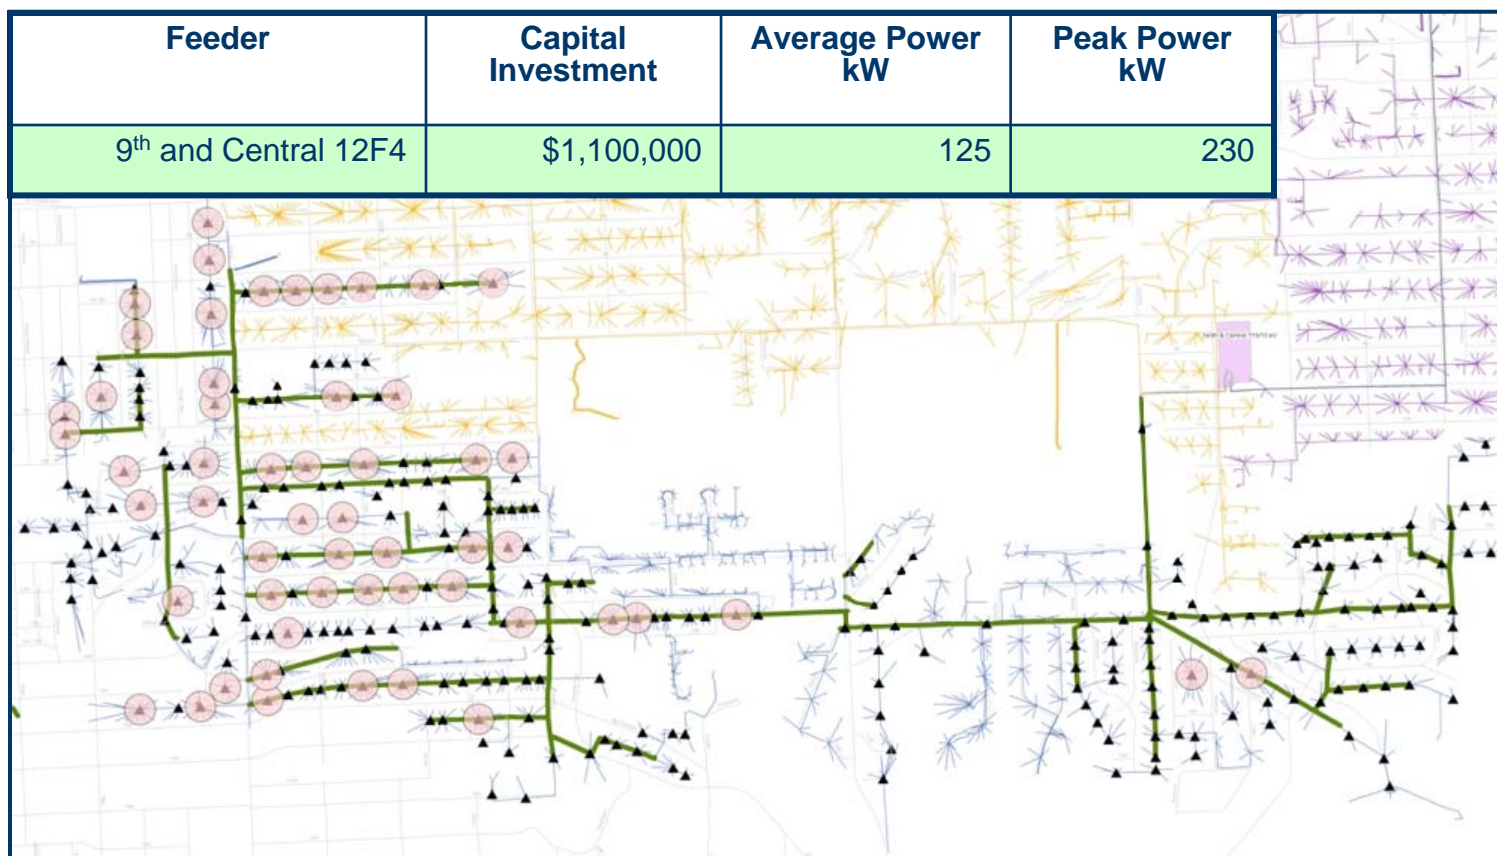 Feeder
Capital
Investment
Average Power
kW
Peak Power
kW
9th and Central 12F4
$1,100,000
125
230